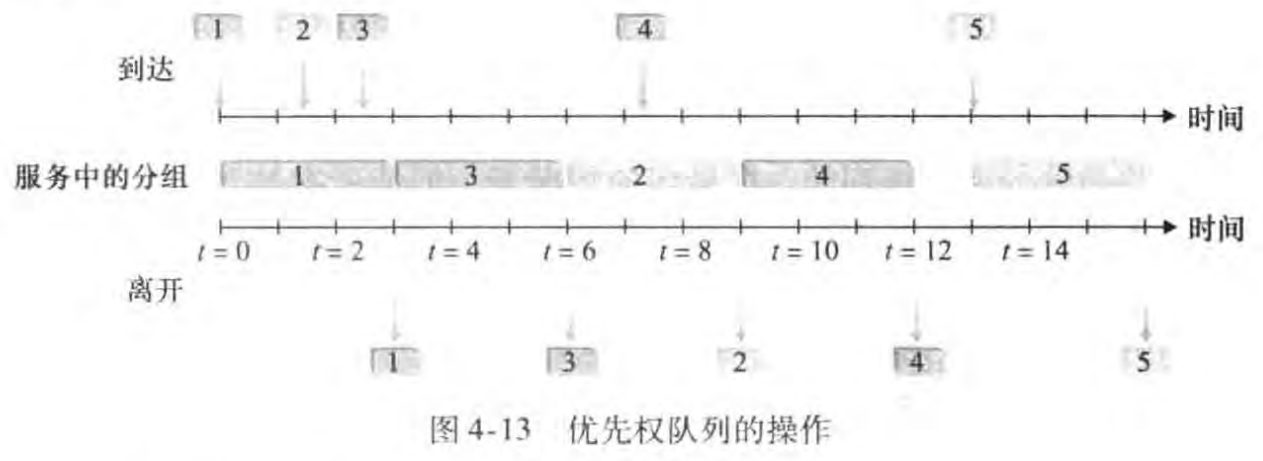 1 2 3 4 5
到达
时间
服务中的分组 1 3 2 4 5
时间
t = 0 t = 2 t = 4 t = 6 t = 8 t = 10 t = 12 t = 14
离开
1 3 2 4 5
图 4-13 优先权队列的操作